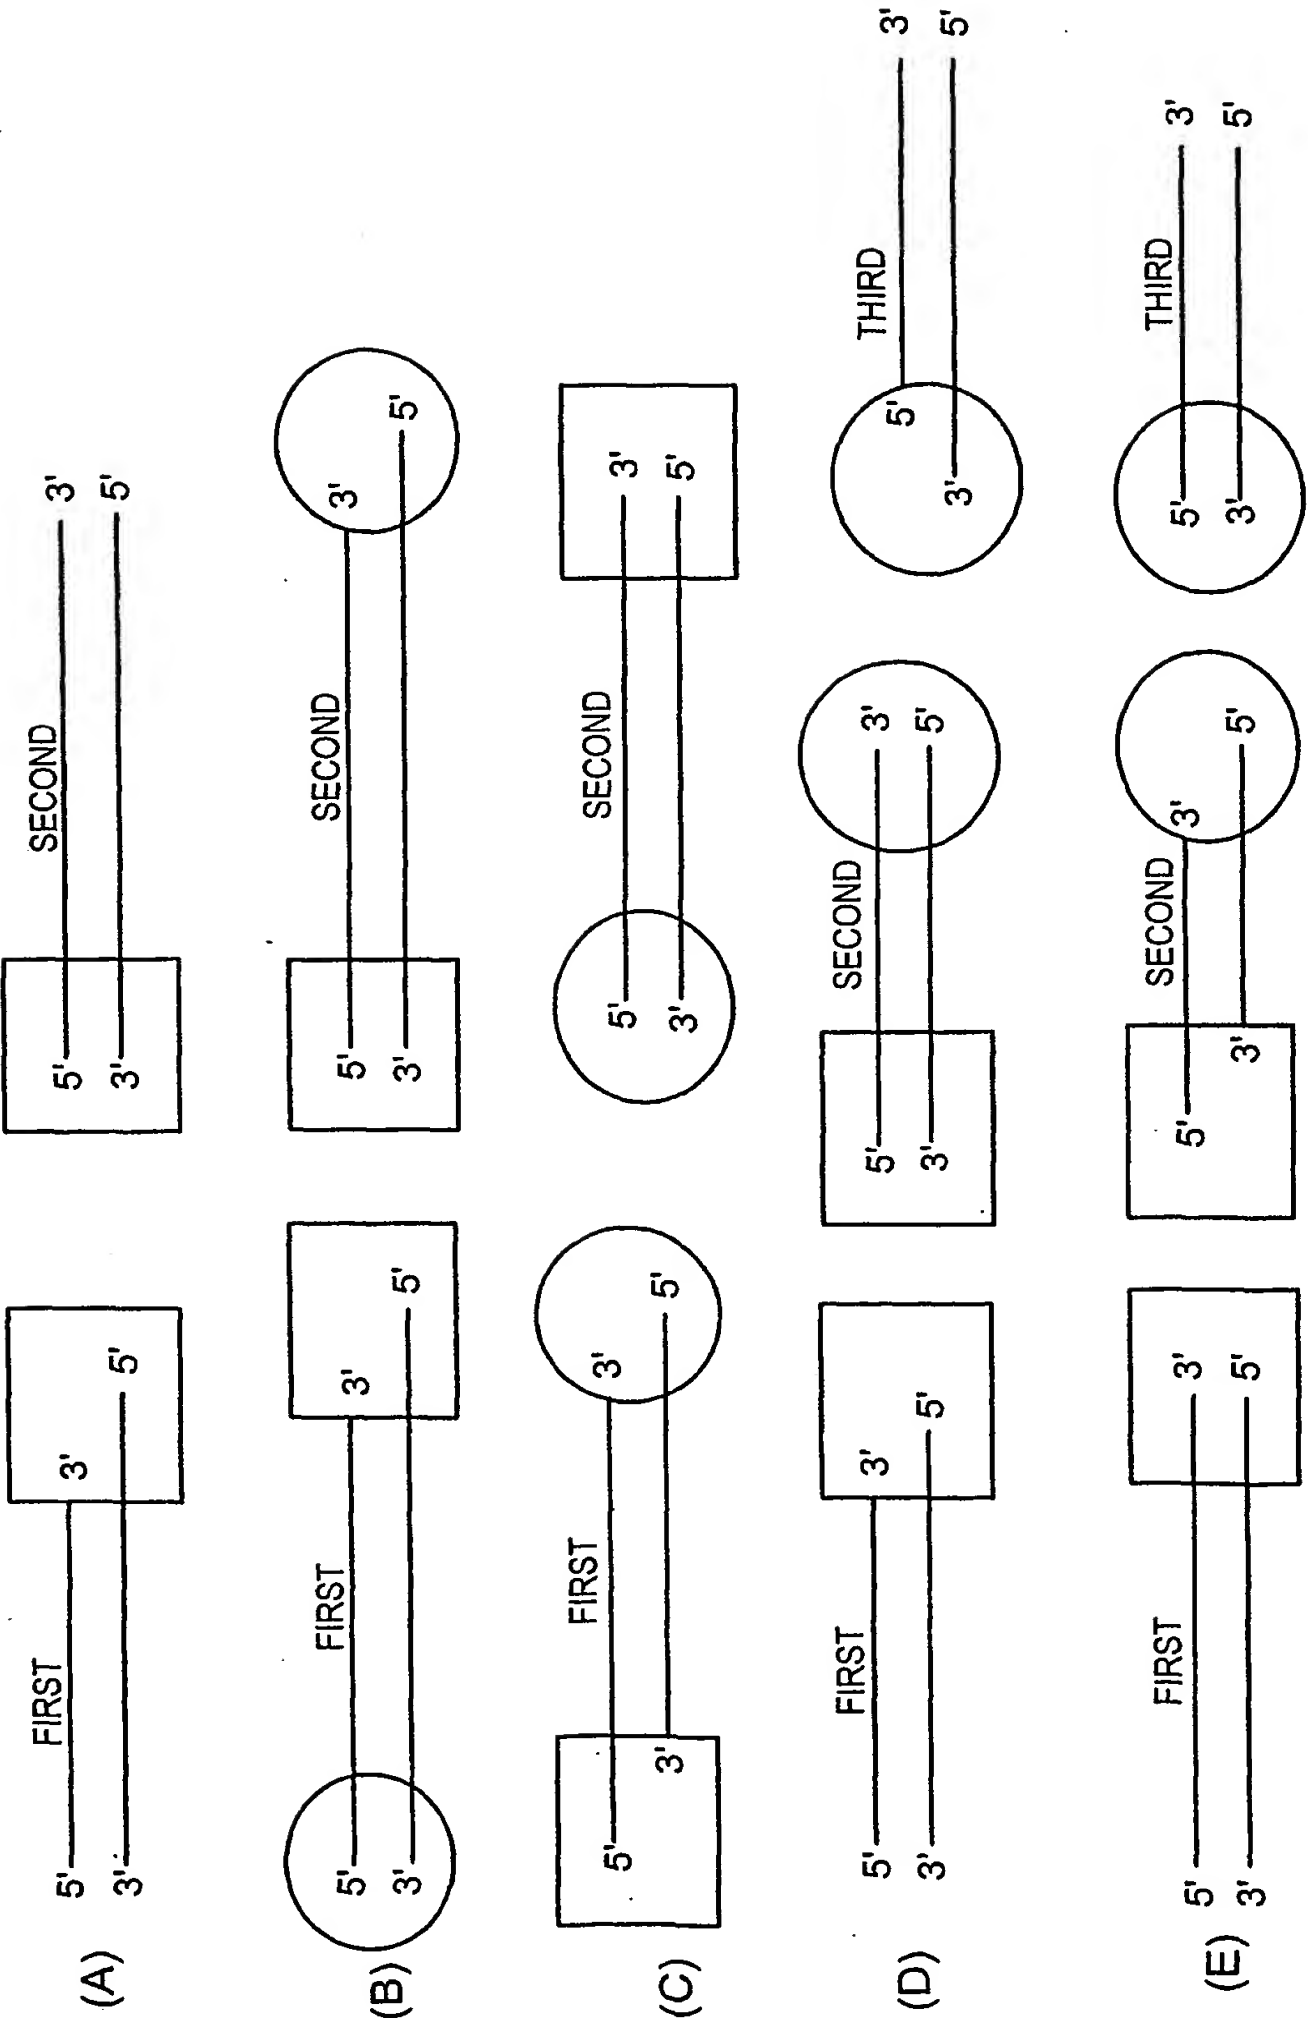 (A)
FIRST SECOND
5' 3' 5' 3'
3' 5' 3' 5'
(B)
FIRST SECOND
5' 3' 5' 3'
3' 5' 3' 5'
(C)
FIRST SECOND
5' 3' 5' 3'
3' 5' 3' 5'
(D)
FIRST SECOND THIRD
5' 3' 5' 3' 5' 3'
3' 5' 3' 5' 3' 5'
(E)
FIRST SECOND THIRD
5' 3' 5' 3' 5' 3'
3' 5' 3' 5' 3' 5'